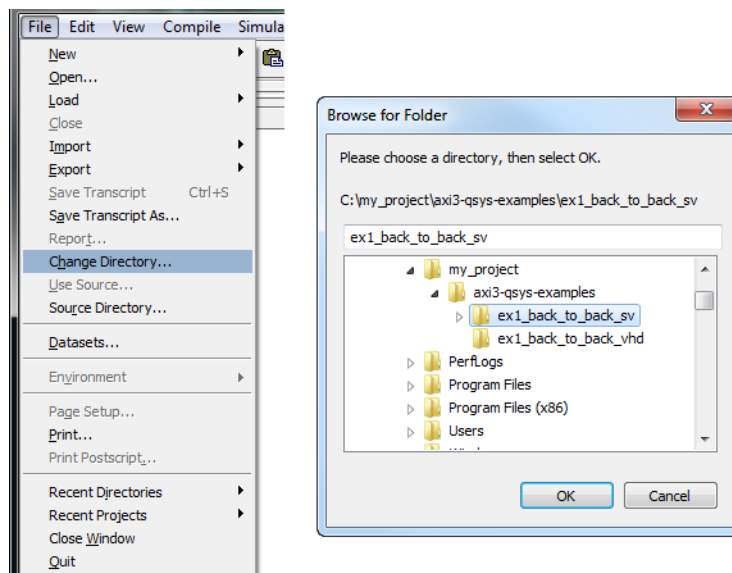 File Edit View Compile Simula
New
Open...
Load
Close
Import
Export
Save Transcript Ctrl+S
Save Transcript As...
Report...
Change Directory...
Use Source...
Source Directory...
Datasets...
Environment
Page Setup...
Print...
Print Postscript...
Recent Directories
Recent Projects
Close Window
Quit
Browse for Folder
Please choose a directory, then select OK.
C:\my_project\axi3-qsys-examples\ex1_back_to_back_sv
ex1_back_to_back_sv
my_project
axi3-qsys-examples
ex1_back_to_back_sv
ex1_back_to_back_vhd
PerfLogs
Program Files
Program Files (x86)
Users
OK Cancel